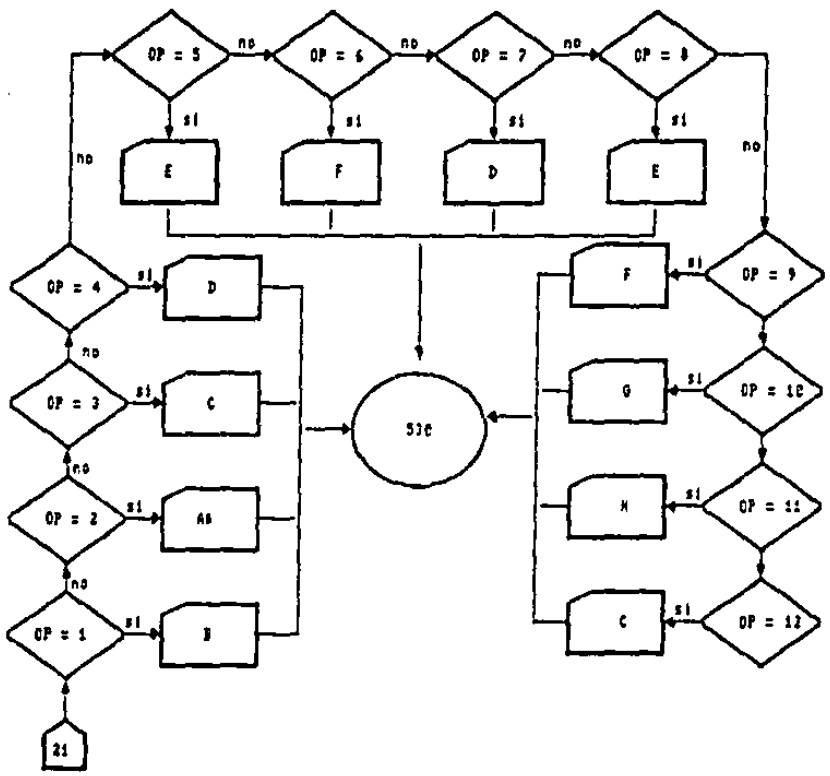 OP = 5 no OP = 6 no OP = 7 no OP = 8
si si si si
no no
E F D E
OP = 4 si D F si OP = 9
no
OP = 3 si C G si OP = 10
no
OP = 2 si si OP = 11
no
OP = 1 si B C si OP = 12
21